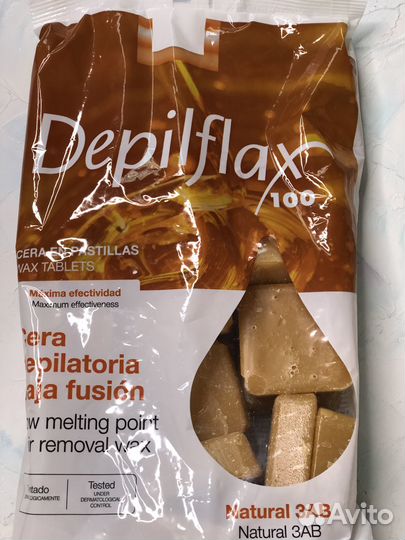 Depilflax
100
CERA EN PASTILLAS
WAX TABLETS
Máxima efectividad
Maximum effectiveness
cera
depilatoria
baja fusión
low melting point
hair removal wax
Tested
UNDER
DERMATOLOGICAL
CONTROL
Natural 3AB
Natural 3AB
Avito